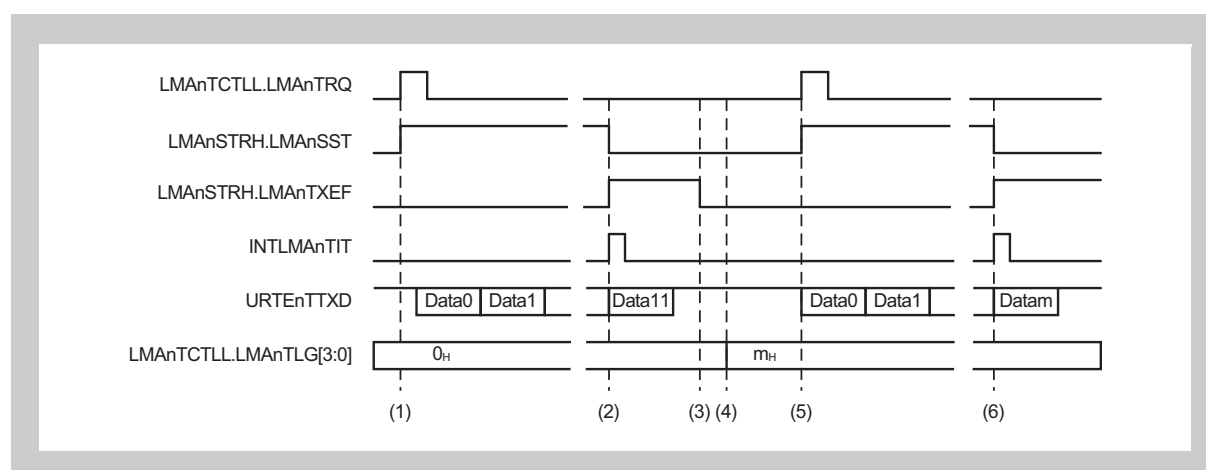 LMAnTCTLL.LMAnTRQ
LMAnSTRH.LMAnSST
LMAnSTRH.LMAnTXEF
INTLMAnTIT
URTEnTTXD Data0 Data1 Data11 Data0 Data1 Datam
LMAnTCTLL.LMAnTLG[3:0] 0H mH
(1) (2) (3) (4) (5) (6)